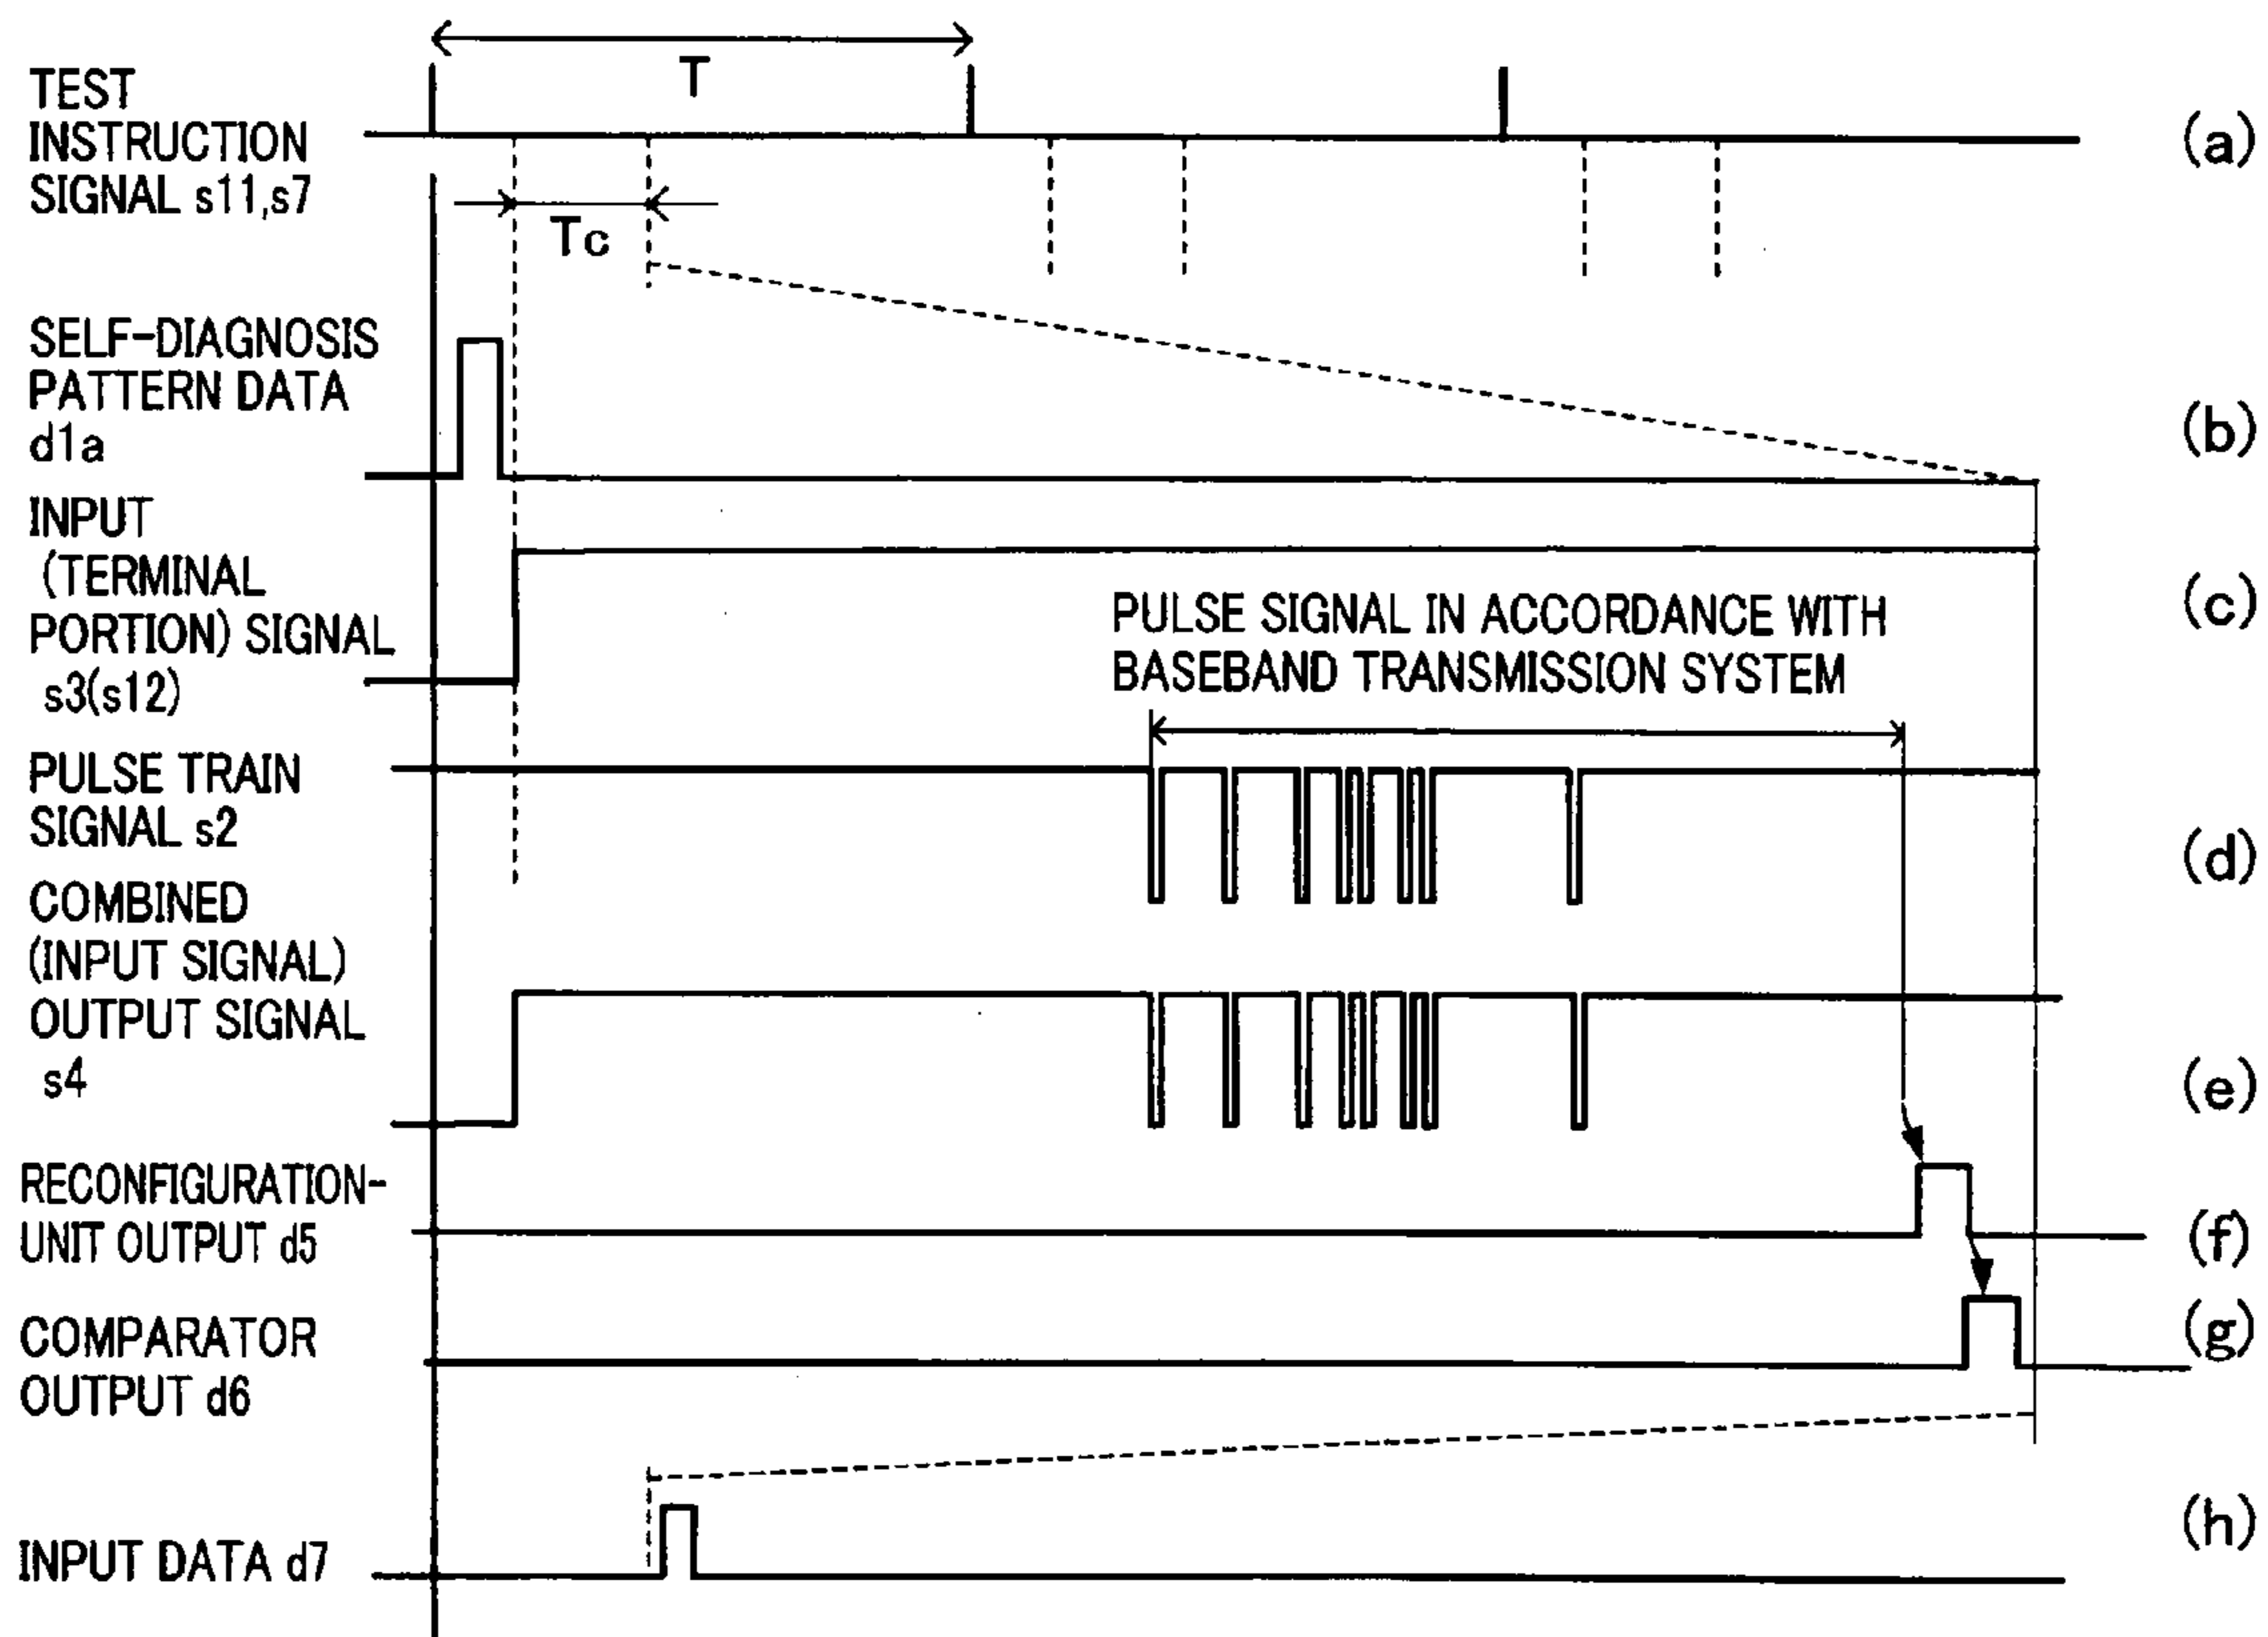 T
TEST
INSTRUCTION
SIGNAL s11,s7
(a)
Tc
SELF-DIAGNOSIS
PATTERN DATA
d1a
(b)
INPUT
(TERMINAL
PORTION) SIGNAL
s3(s12)
(c)
PULSE SIGNAL IN ACCORDANCE WITH
BASEBAND TRANSMISSION SYSTEM
PULSE TRAIN
SIGNAL s2
(d)
COMBINED
(INPUT SIGNAL)
OUTPUT SIGNAL
s4
(e)
RECONFIGURATION-
UNIT OUTPUT d5
(f)
COMPARATOR
OUTPUT d6
(g)
INPUT DATA d7
(h)